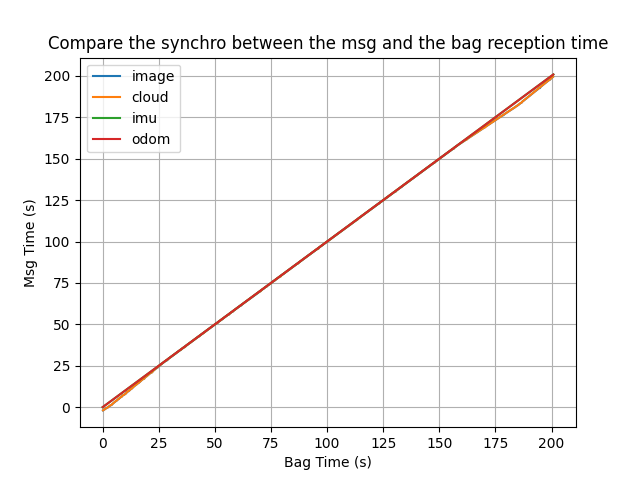 Compare the synchro between the msg and the bag reception time
image
cloud
imu
odom
200
175
150
125
100
75
50
25
0
Msg Time (s)
0 25 50 75 100 125 150 175 200
Bag Time (s)